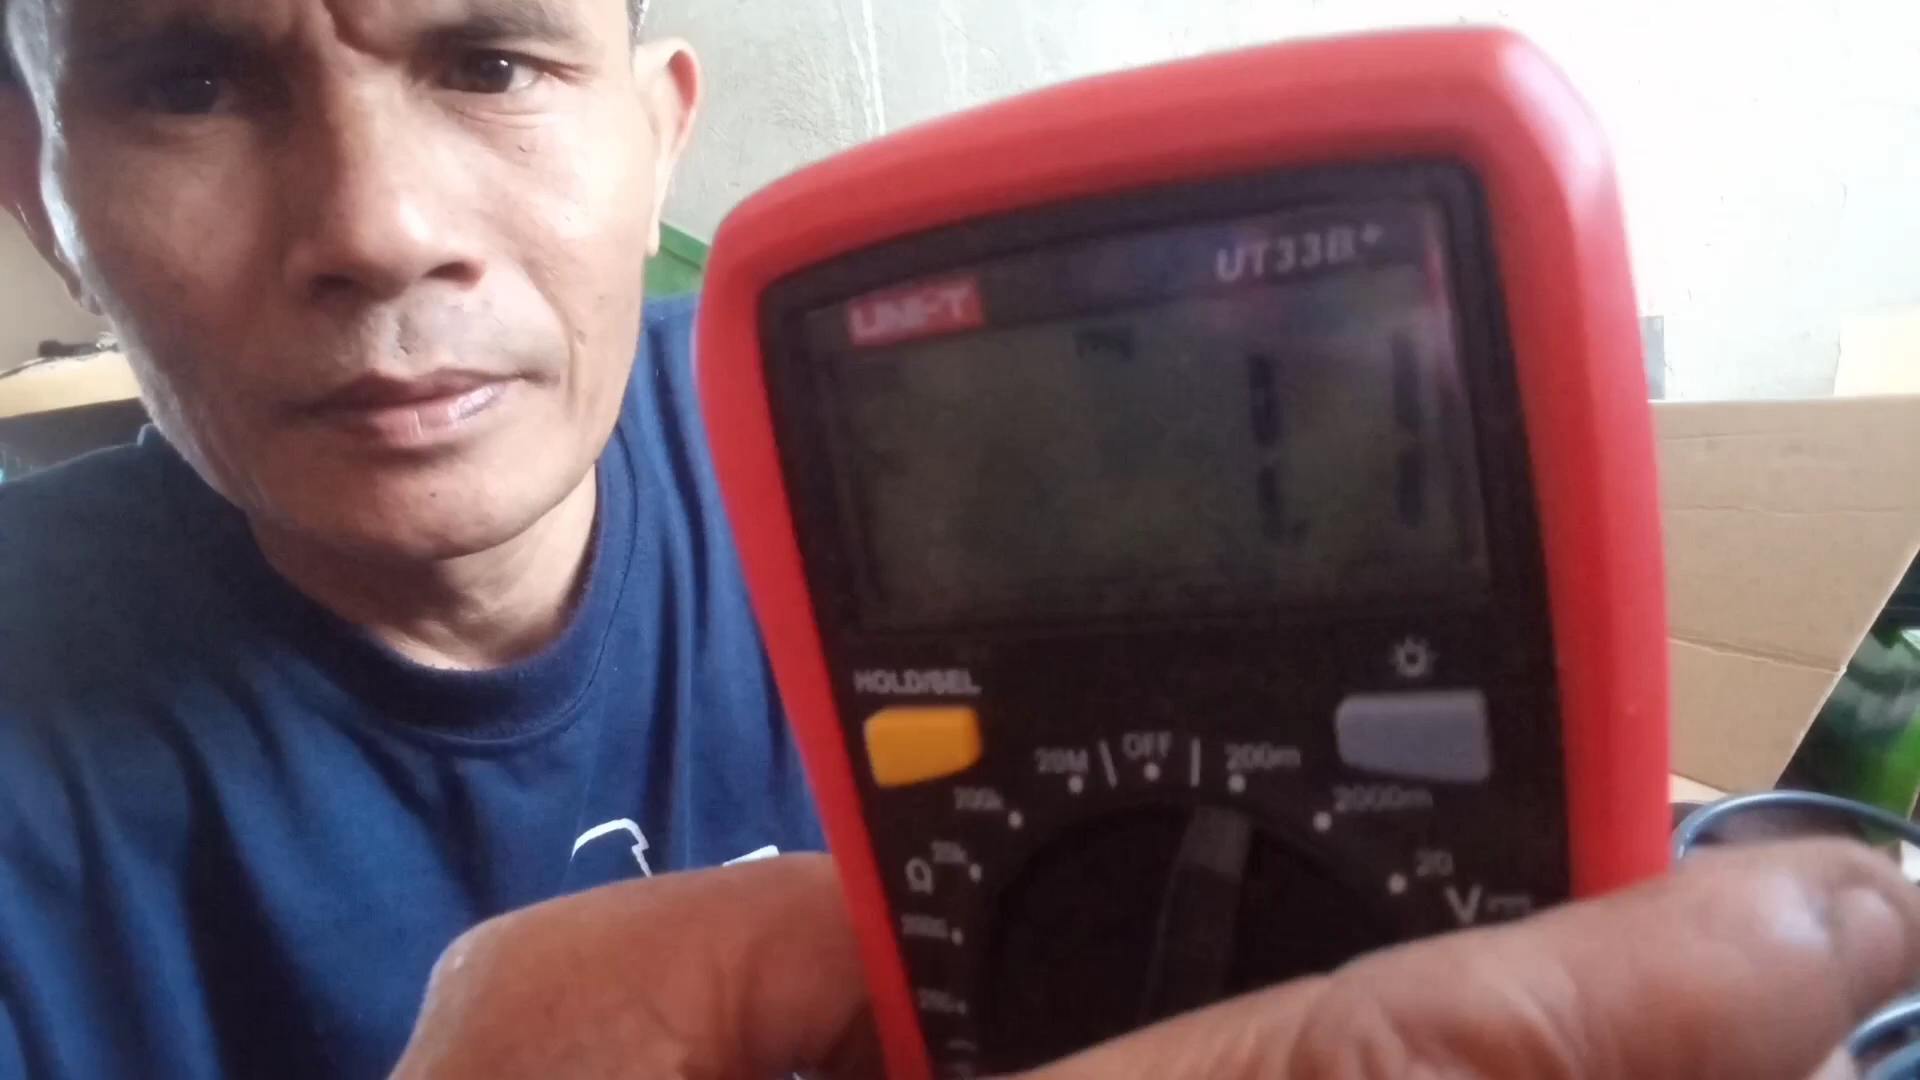 UT33B+
UNI-T
HOLD/SEL
20M
OFF
200m
200k
2000m
20k
20
Ω
V